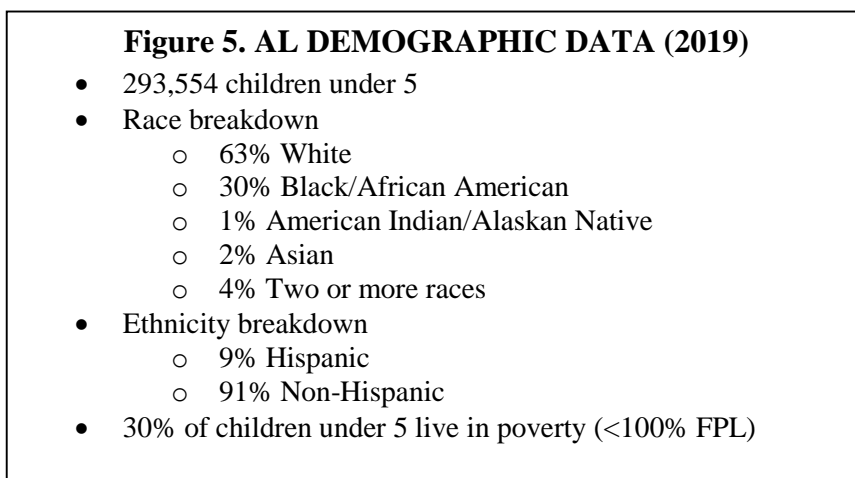 Figure 5. AL DEMOGRAPHIC DATA (2019)
• 293,554 children under 5
• Race breakdown
o 63% White
o 30% Black/African American
o 1% American Indian/Alaskan Native
o 2% Asian
o 4% Two or more races
• Ethnicity breakdown
o 9% Hispanic
o 91% Non-Hispanic
• 30% of children under 5 live in poverty (<100% FPL)